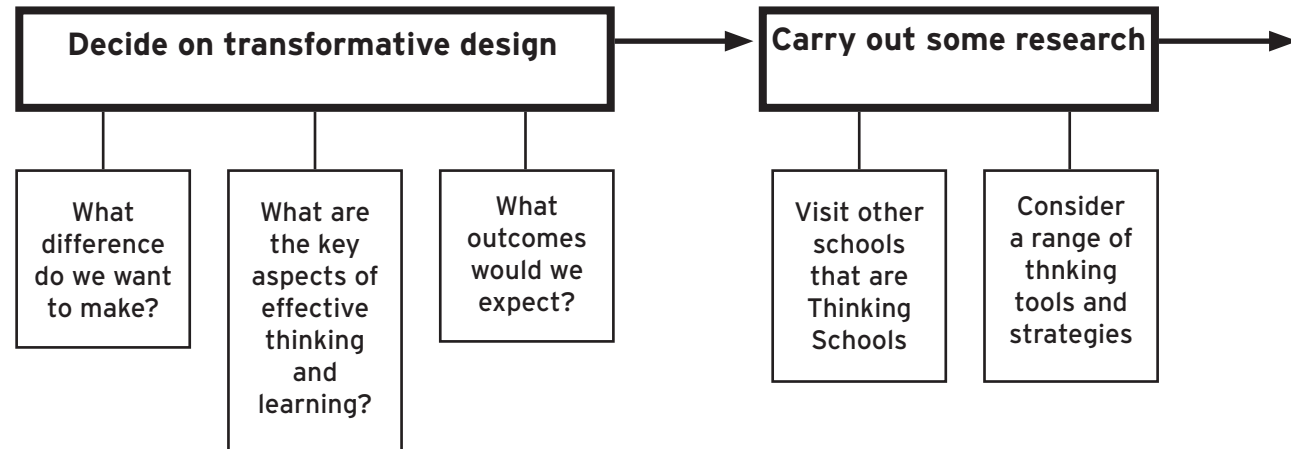 Decide on transformative design
Carry out some research
What
difference
do we want
to make?
What are
the key
aspects of
effective
thinking
and
learning?
What
outcomes
would we
expect?
Visit other
schools
that are
Thinking
Schools
Consider
a range of
thnking
tools and
strategies